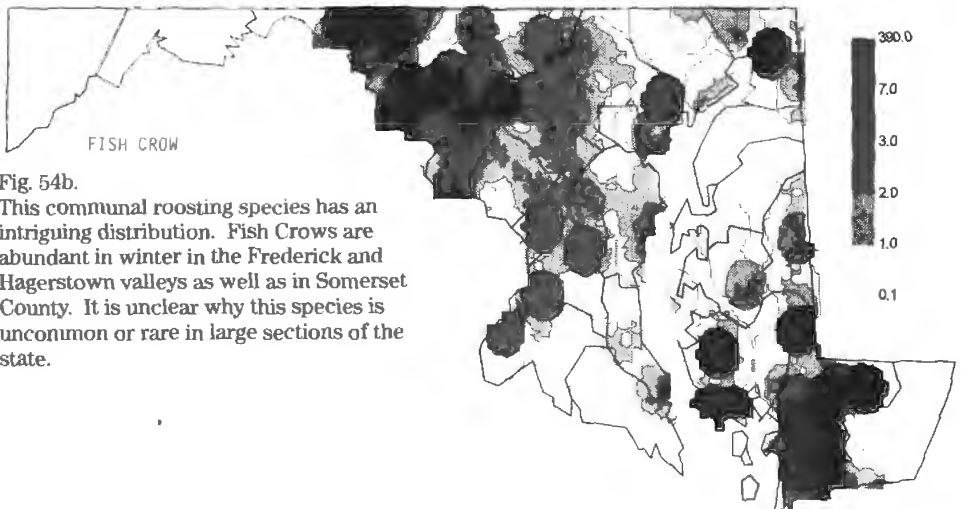 FISH CROW
Fig. 54b.
This communal roosting species has an
intriguing distribution. Fish Crows are
abundant in winter in the Frederick and
Hagerstown valleys as well as in Somerset
County. It is unclear why this species is
uncommon or rare in large sections of the
state.
390.0
7.0
3.0
2.0
1.0
0.1